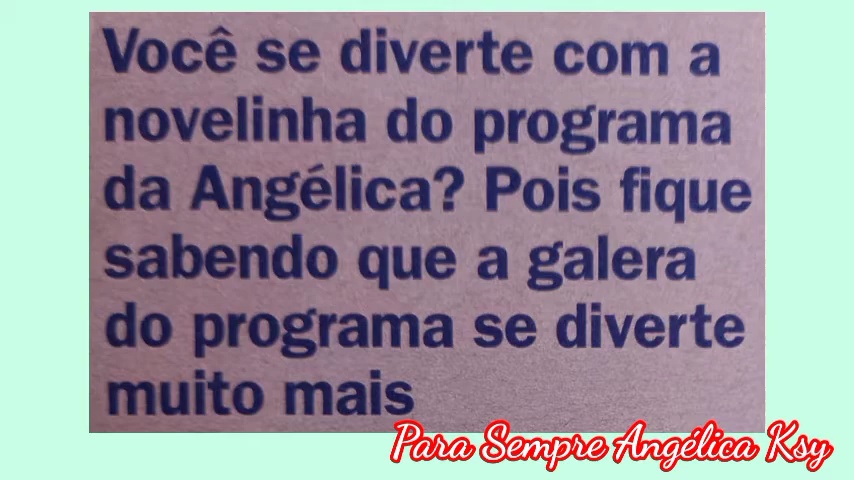 Você se diverte com a
novelinha do programa
da Angélica? Pois fique
sabendo que a galera
do programa se diverte
muito mais
Para Sempre Angélica Ksy